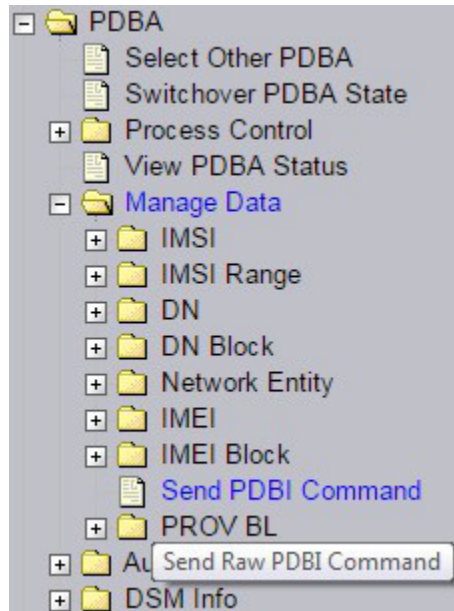 PDBA
Select Other PDBA
Switchover PDBA State
Process Control
View PDBA Status
Manage Data
IMSI
IMSI Range
DN
DN Block
Network Entity
IMEI
IMEI Block
Send PDBI Command
PROV BL
Send Raw PDBI Command
DSM Info